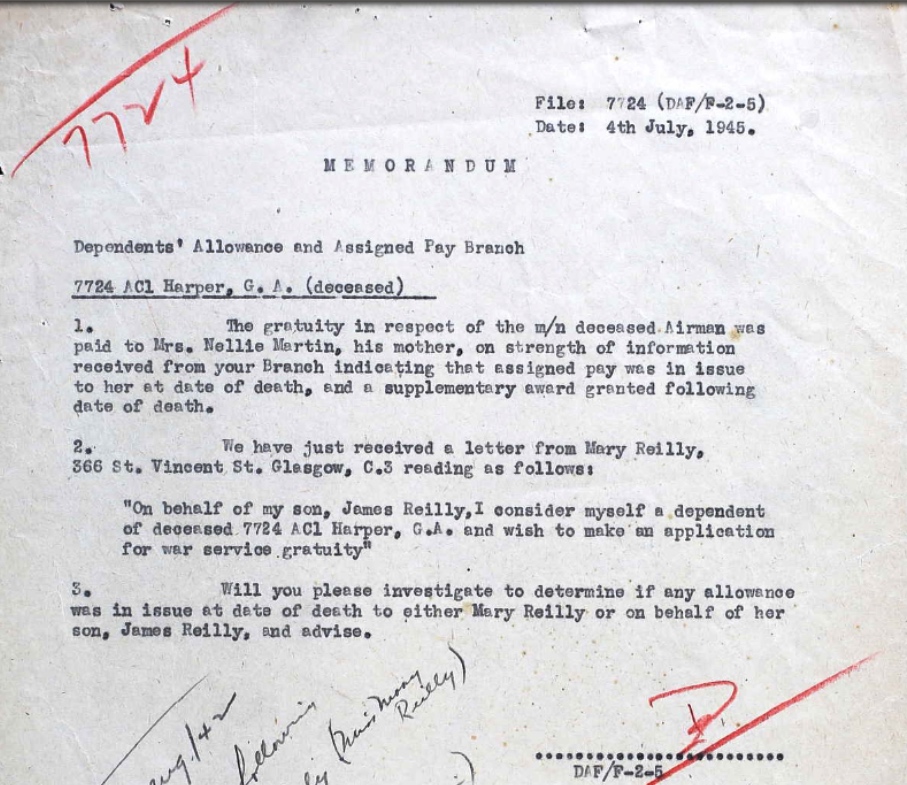 7724
File: 7724 (DAF/F-2-5)
Date: 4th July, 1945.
MEMORANDUM
Dependents' Allowance and Assigned Pay Branch
7724 AC1 Harper, G. A. (deceased)
1. The gratuity in respect of the m/n deceased Airman was
paid to Mrs. Nellie Martin, his mother, on strength of information
received from your Branch indicating that assigned pay was in issue
to her at date of death, and a supplementary award granted following
date of death.
2. We have just received a letter from Mary Reilly,
366 St. Vincent St. Glasgow, C.3 reading as follows:
"On behalf of my son, James Reilly,I consider myself a dependent
of deceased 7724 AC1 Harper, G.A. and wish to make an application
for war service gratuity"
3. Will you please investigate to determine if any allowance
was in issue at date of death to either Mary Reilly or on behalf of her
son, James Reilly, and advise.
Aug/42
following
(Miss Mary
Reilly)
DAF/F-2-5